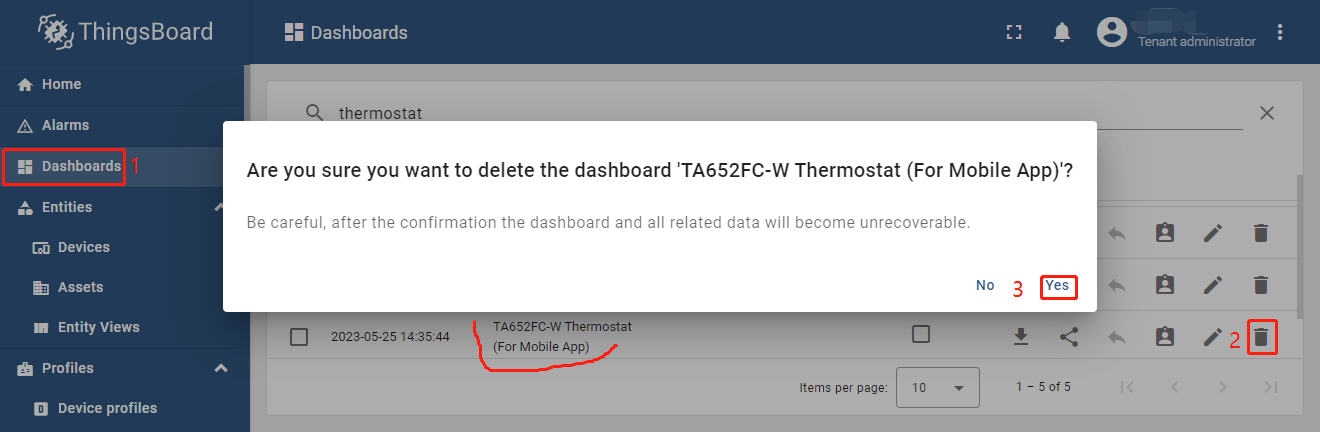 ThingsBoard
Dashboards
Tenant administrator
Home
Alarms
Dashboards 1
Entities
Devices
Assets
Entity Views
Profiles
Device profiles
thermostat
Are you sure you want to delete the dashboard 'TA652FC-W Thermostat (For Mobile App)'?
Be careful, after the confirmation the dashboard and all related data will become unrecoverable.
No 3 Yes
2023-05-25 14:35:44 TA652FC-W Thermostat
(For Mobile App)
2
Items per page: 10 1 – 5 of 5